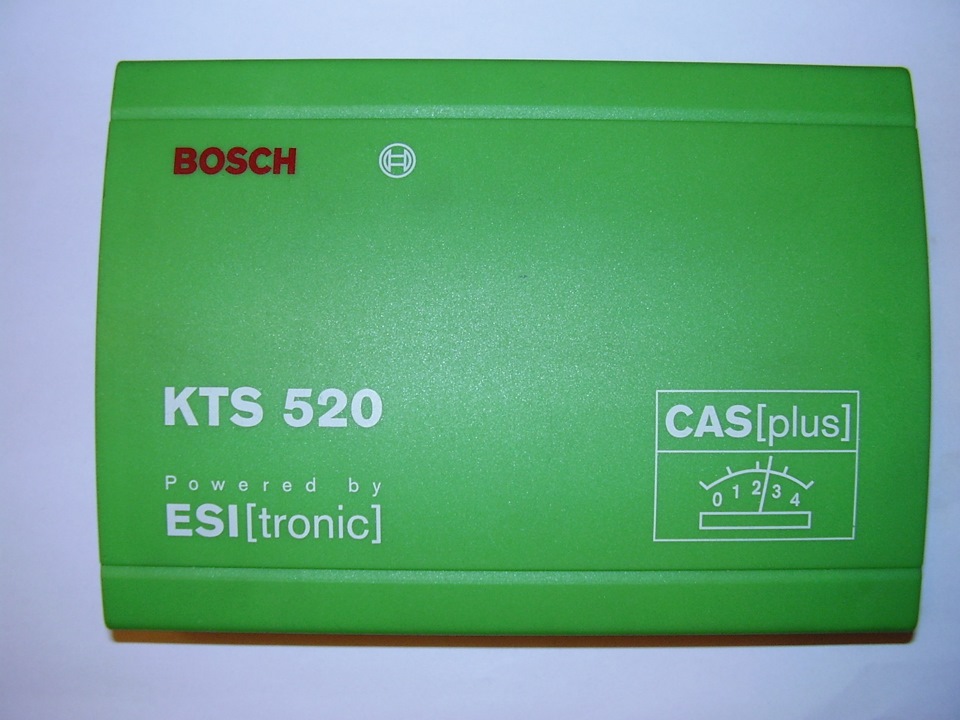 BOSCH
KTS 520
Powered by
ESI[tronic]
CAS[plus]
0 1 2 3 4